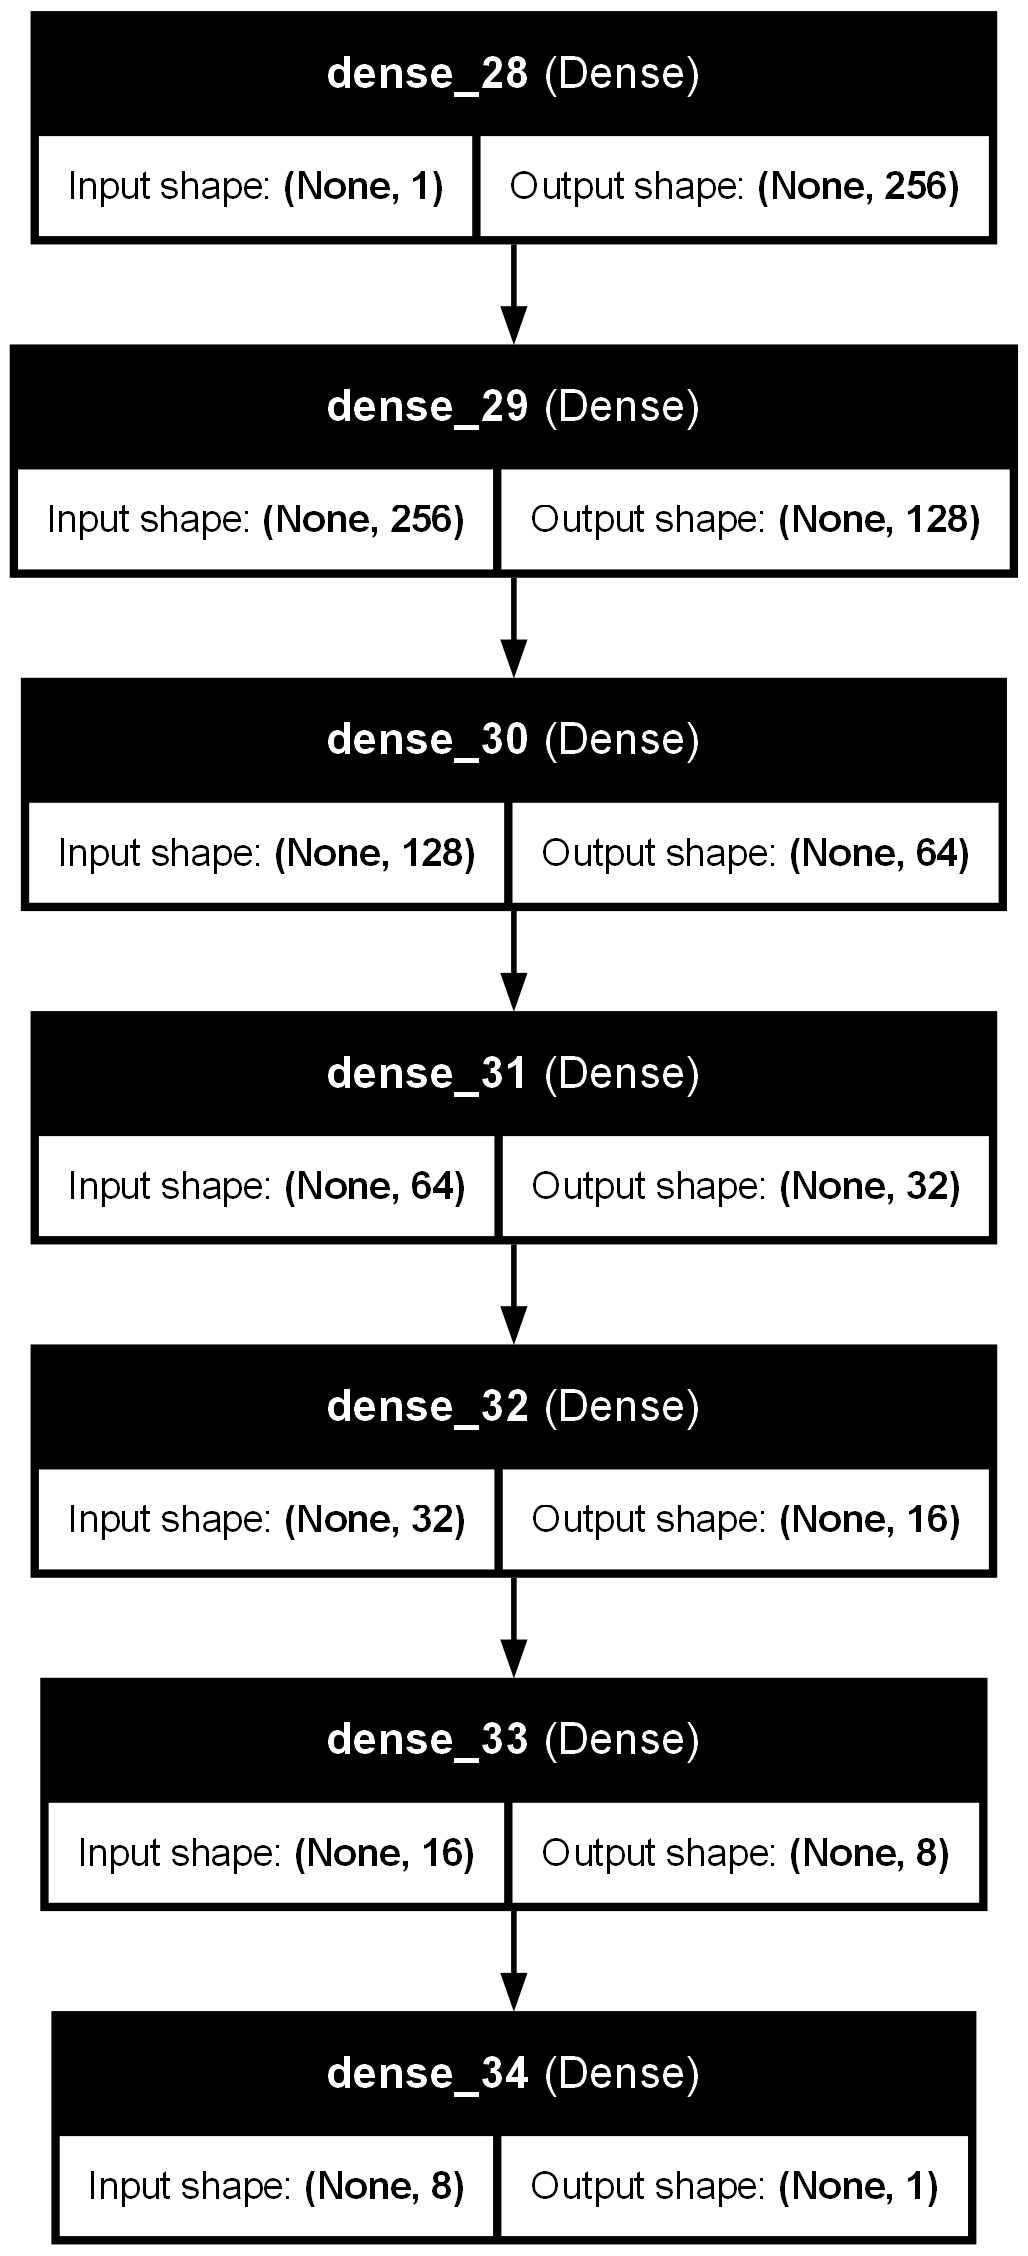 dense_28 (Dense)
Input shape: (None, 1) Output shape: (None, 256)
dense_29 (Dense)
Input shape: (None, 256) Output shape: (None, 128)
dense_30 (Dense)
Input shape: (None, 128) Output shape: (None, 64)
dense_31 (Dense)
Input shape: (None, 64) Output shape: (None, 32)
dense_32 (Dense)
Input shape: (None, 32) Output shape: (None, 16)
dense_33 (Dense)
Input shape: (None, 16) Output shape: (None, 8)
dense_34 (Dense)
Input shape: (None, 8) Output shape: (None, 1)